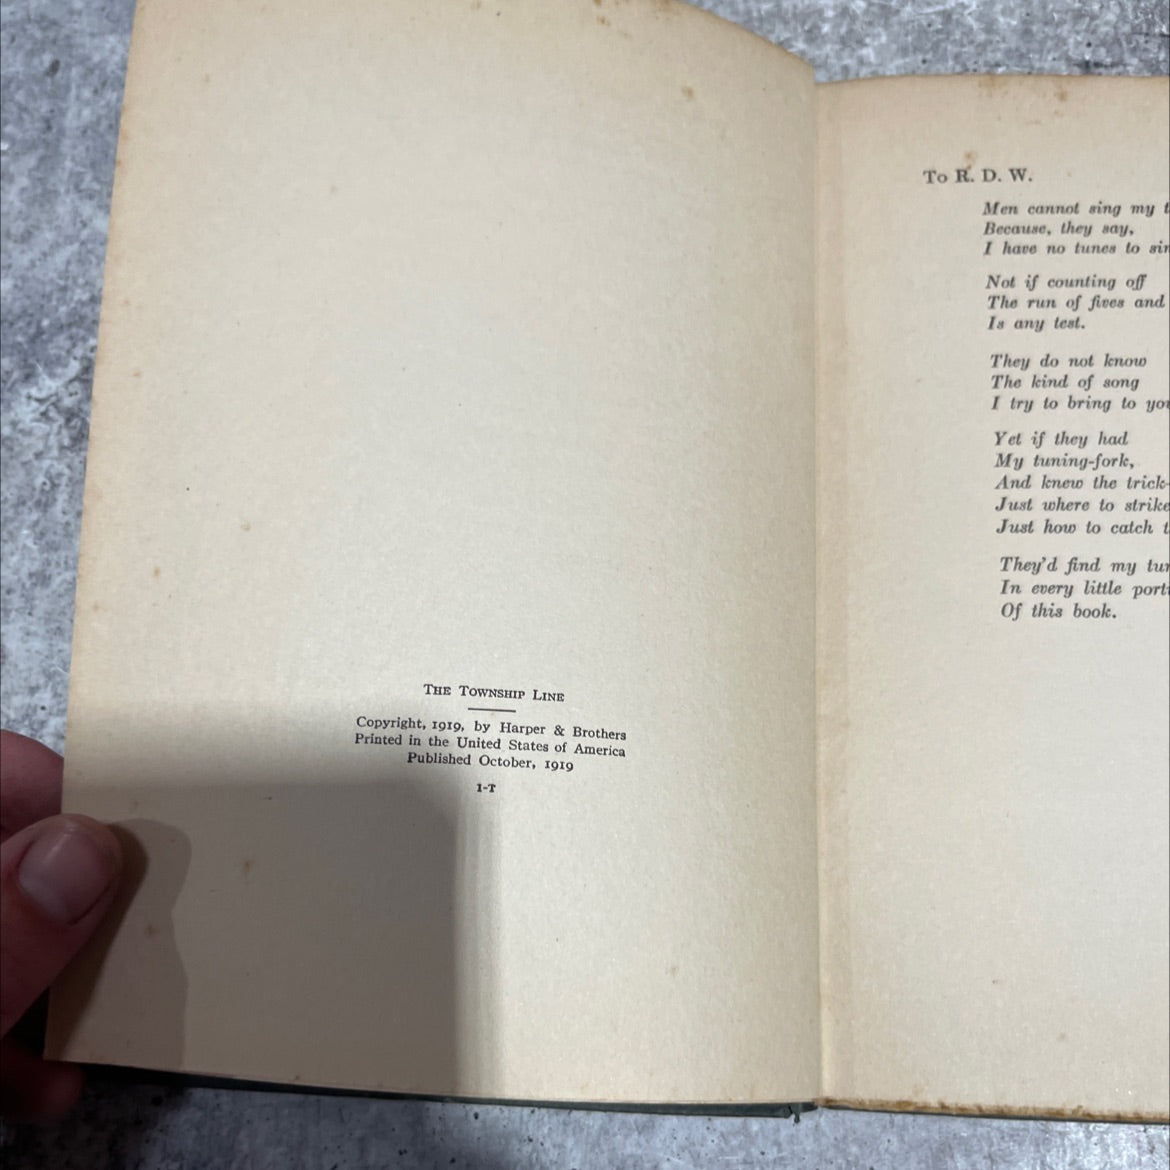 The Township Line
Copyright, 1919, by Harper & Brothers
Printed in the United States of America
Published October, 1919
1-T
To R. D. W.
Men cannot sing my
Because, they say,
I have no tunes to
Not if counting off
The run of fives and
Is any test.
They do not know
The kind of song
I try to bring to
Yet if they had
My tuning-fork,
And knew the trick-
Just where to strike
Just how to catch
They'd find my
In every little
Of this book.